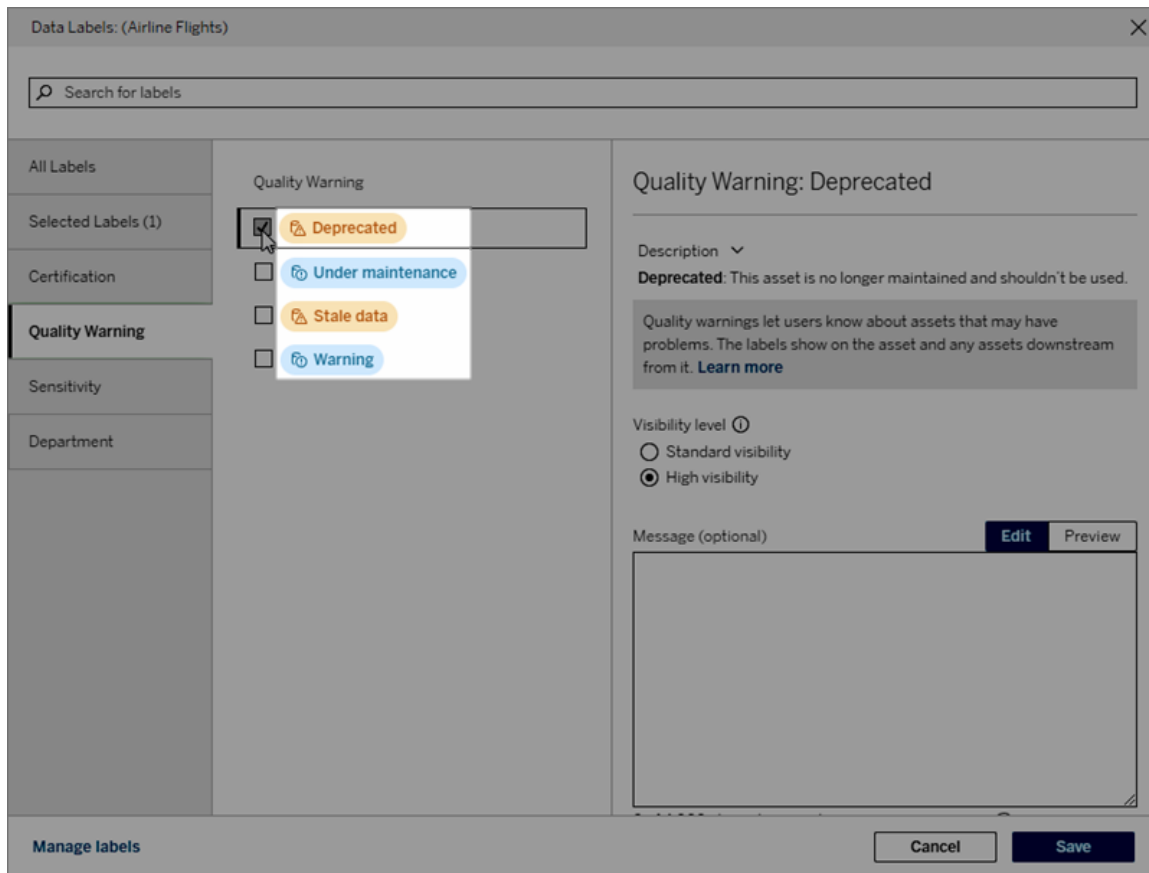 Data Labels: (Airline Flights)
Search for labels
All Labels
Selected Labels (1)
Certification
Quality Warning
Sensitivity
Department
Quality Warning
Deprecated
Under maintenance
Stale data
Warning
Quality Warning: Deprecated
Description
Deprecated: This asset is no longer maintained and shouldn't be used.
Quality warnings let users know about assets that may have
problems. The labels show on the asset and any assets downstream
from it. Learn more
Visibility level
Standard visibility
High visibility
Message (optional)
Edit Preview
Manage labels
Cancel Save